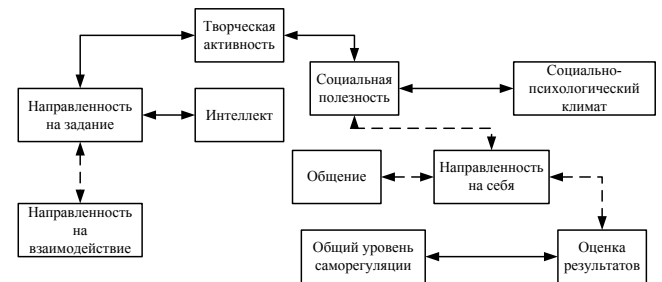 Творческая
активность
Социальная
полезность
Социально-
психологический
климат
Направленность
на задание
Интеллект
Общение
Направленность
на себя
Направленность
на
взаимодействие
Общий уровень
саморегуляции
Оценка
результатов